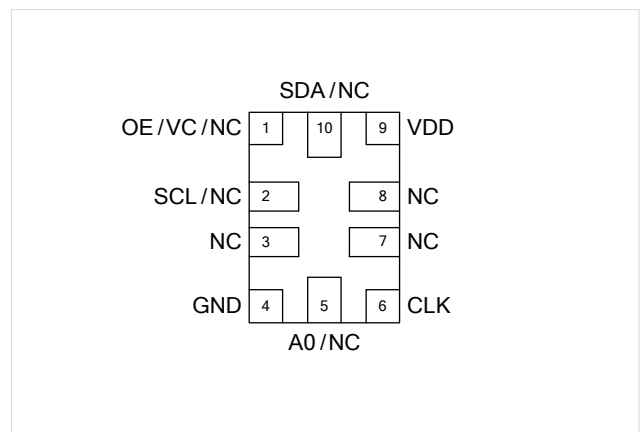 SDA/NC
OE/VC/NC 1 10 9 VDD
SCL/NC 2 8 NC
NC 3 7 NC
GND 4 5 6 CLK
A0/NC